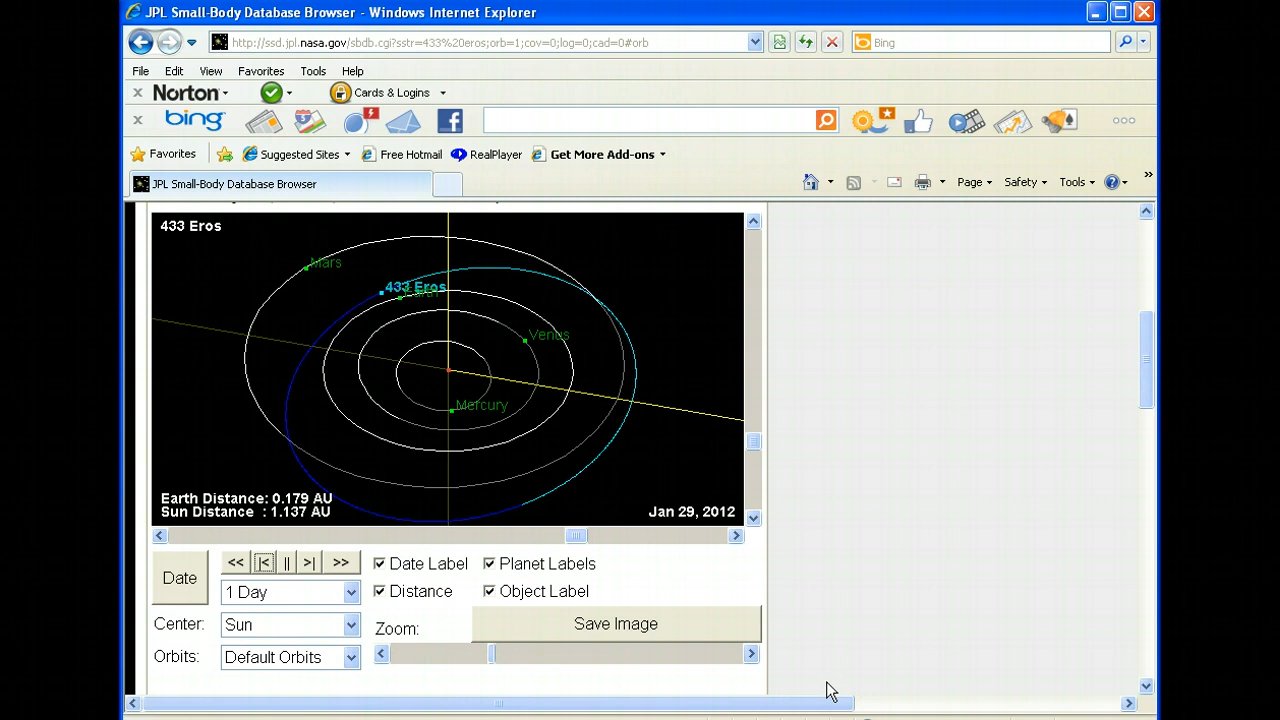 JPL Small-Body Database Browser - Windows Internet Explorer
http://ssd.jpl.nasa.gov/sbdb.cgi?sstr=433%20eros;orb=1;cov=0;log=0;cad=0#orb
Bing
File Edit View Favorites Tools Help
x Norton Cards & Logins
x bing
Favorites Suggested Sites Free Hotmail RealPlayer Get More Add-ons
JPL Small-Body Database Browser
Page Safety Tools
433 Eros
Mars
433 Eros
Earth
Venus
Mercury
Earth Distance: 0.179 AU
Sun Distance : 1.137 AU
Jan 29, 2012
Date << |< || >| >> Date Label Planet Labels
1 Day Distance Object Label
Center: Sun Zoom: Save Image
Orbits: Default Orbits